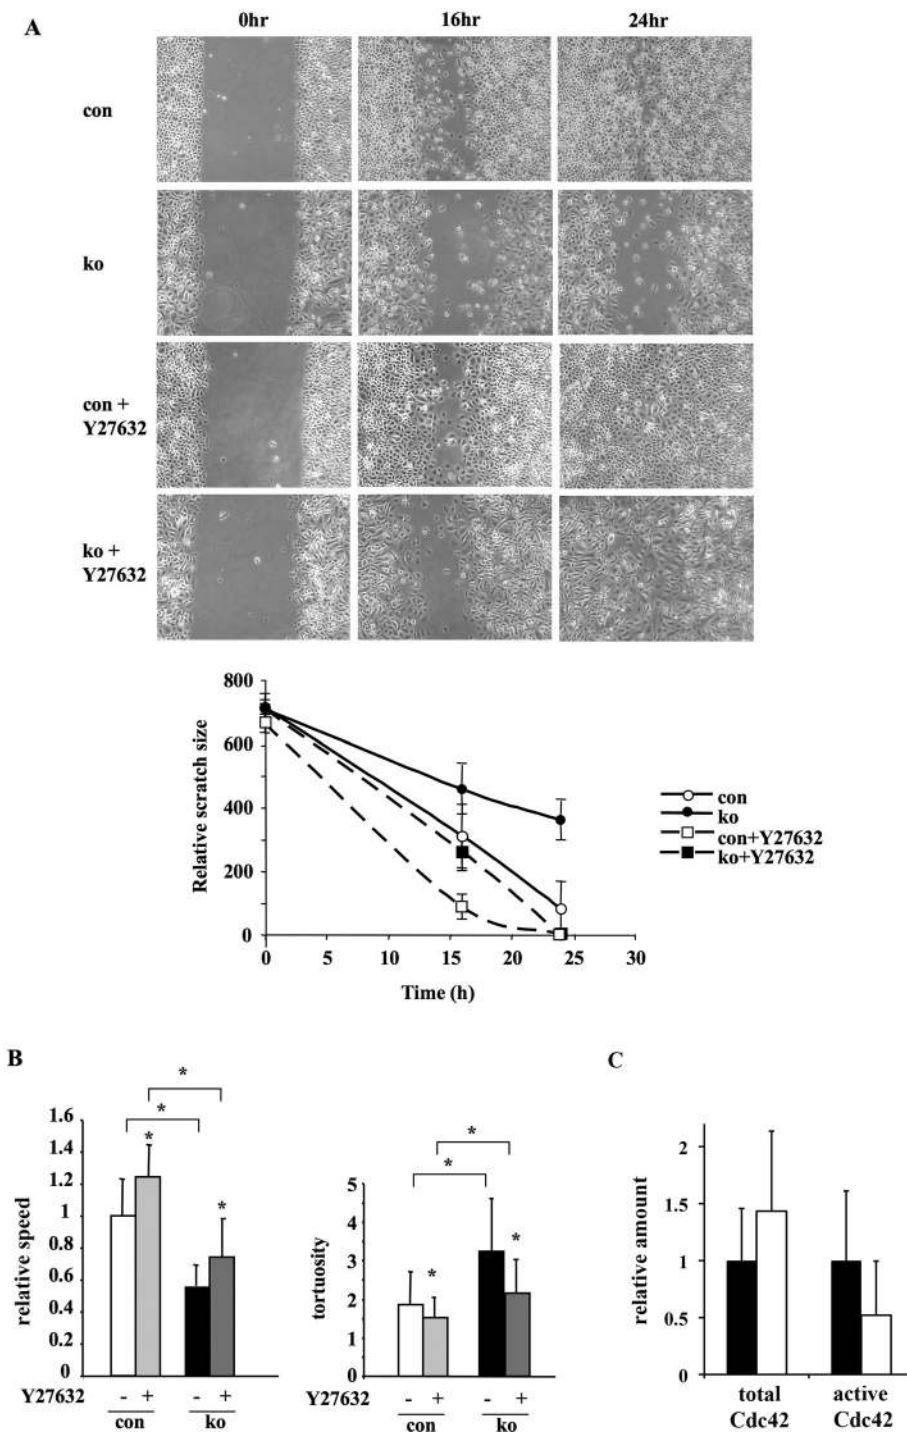 A
0hr 16hr 24hr
con
ko
con +
Y27632
ko +
Y27632
800
600
400
200
0
Relative scratch size
0 5 10 15 20 25 30
Time (h)
con
ko
con+Y27632
ko+Y27632
B
1.6
1.4
1.2
1
0.8
0.6
0.4
0.2
0
relative speed
* * * *
Y27632 - + - +
con ko
5
4
3
2
1
0
tortuosity
* * * *
Y27632 - + - +
con ko
C
2
1.5
1
0.5
0
relative amount
total active
Cdc42 Cdc42